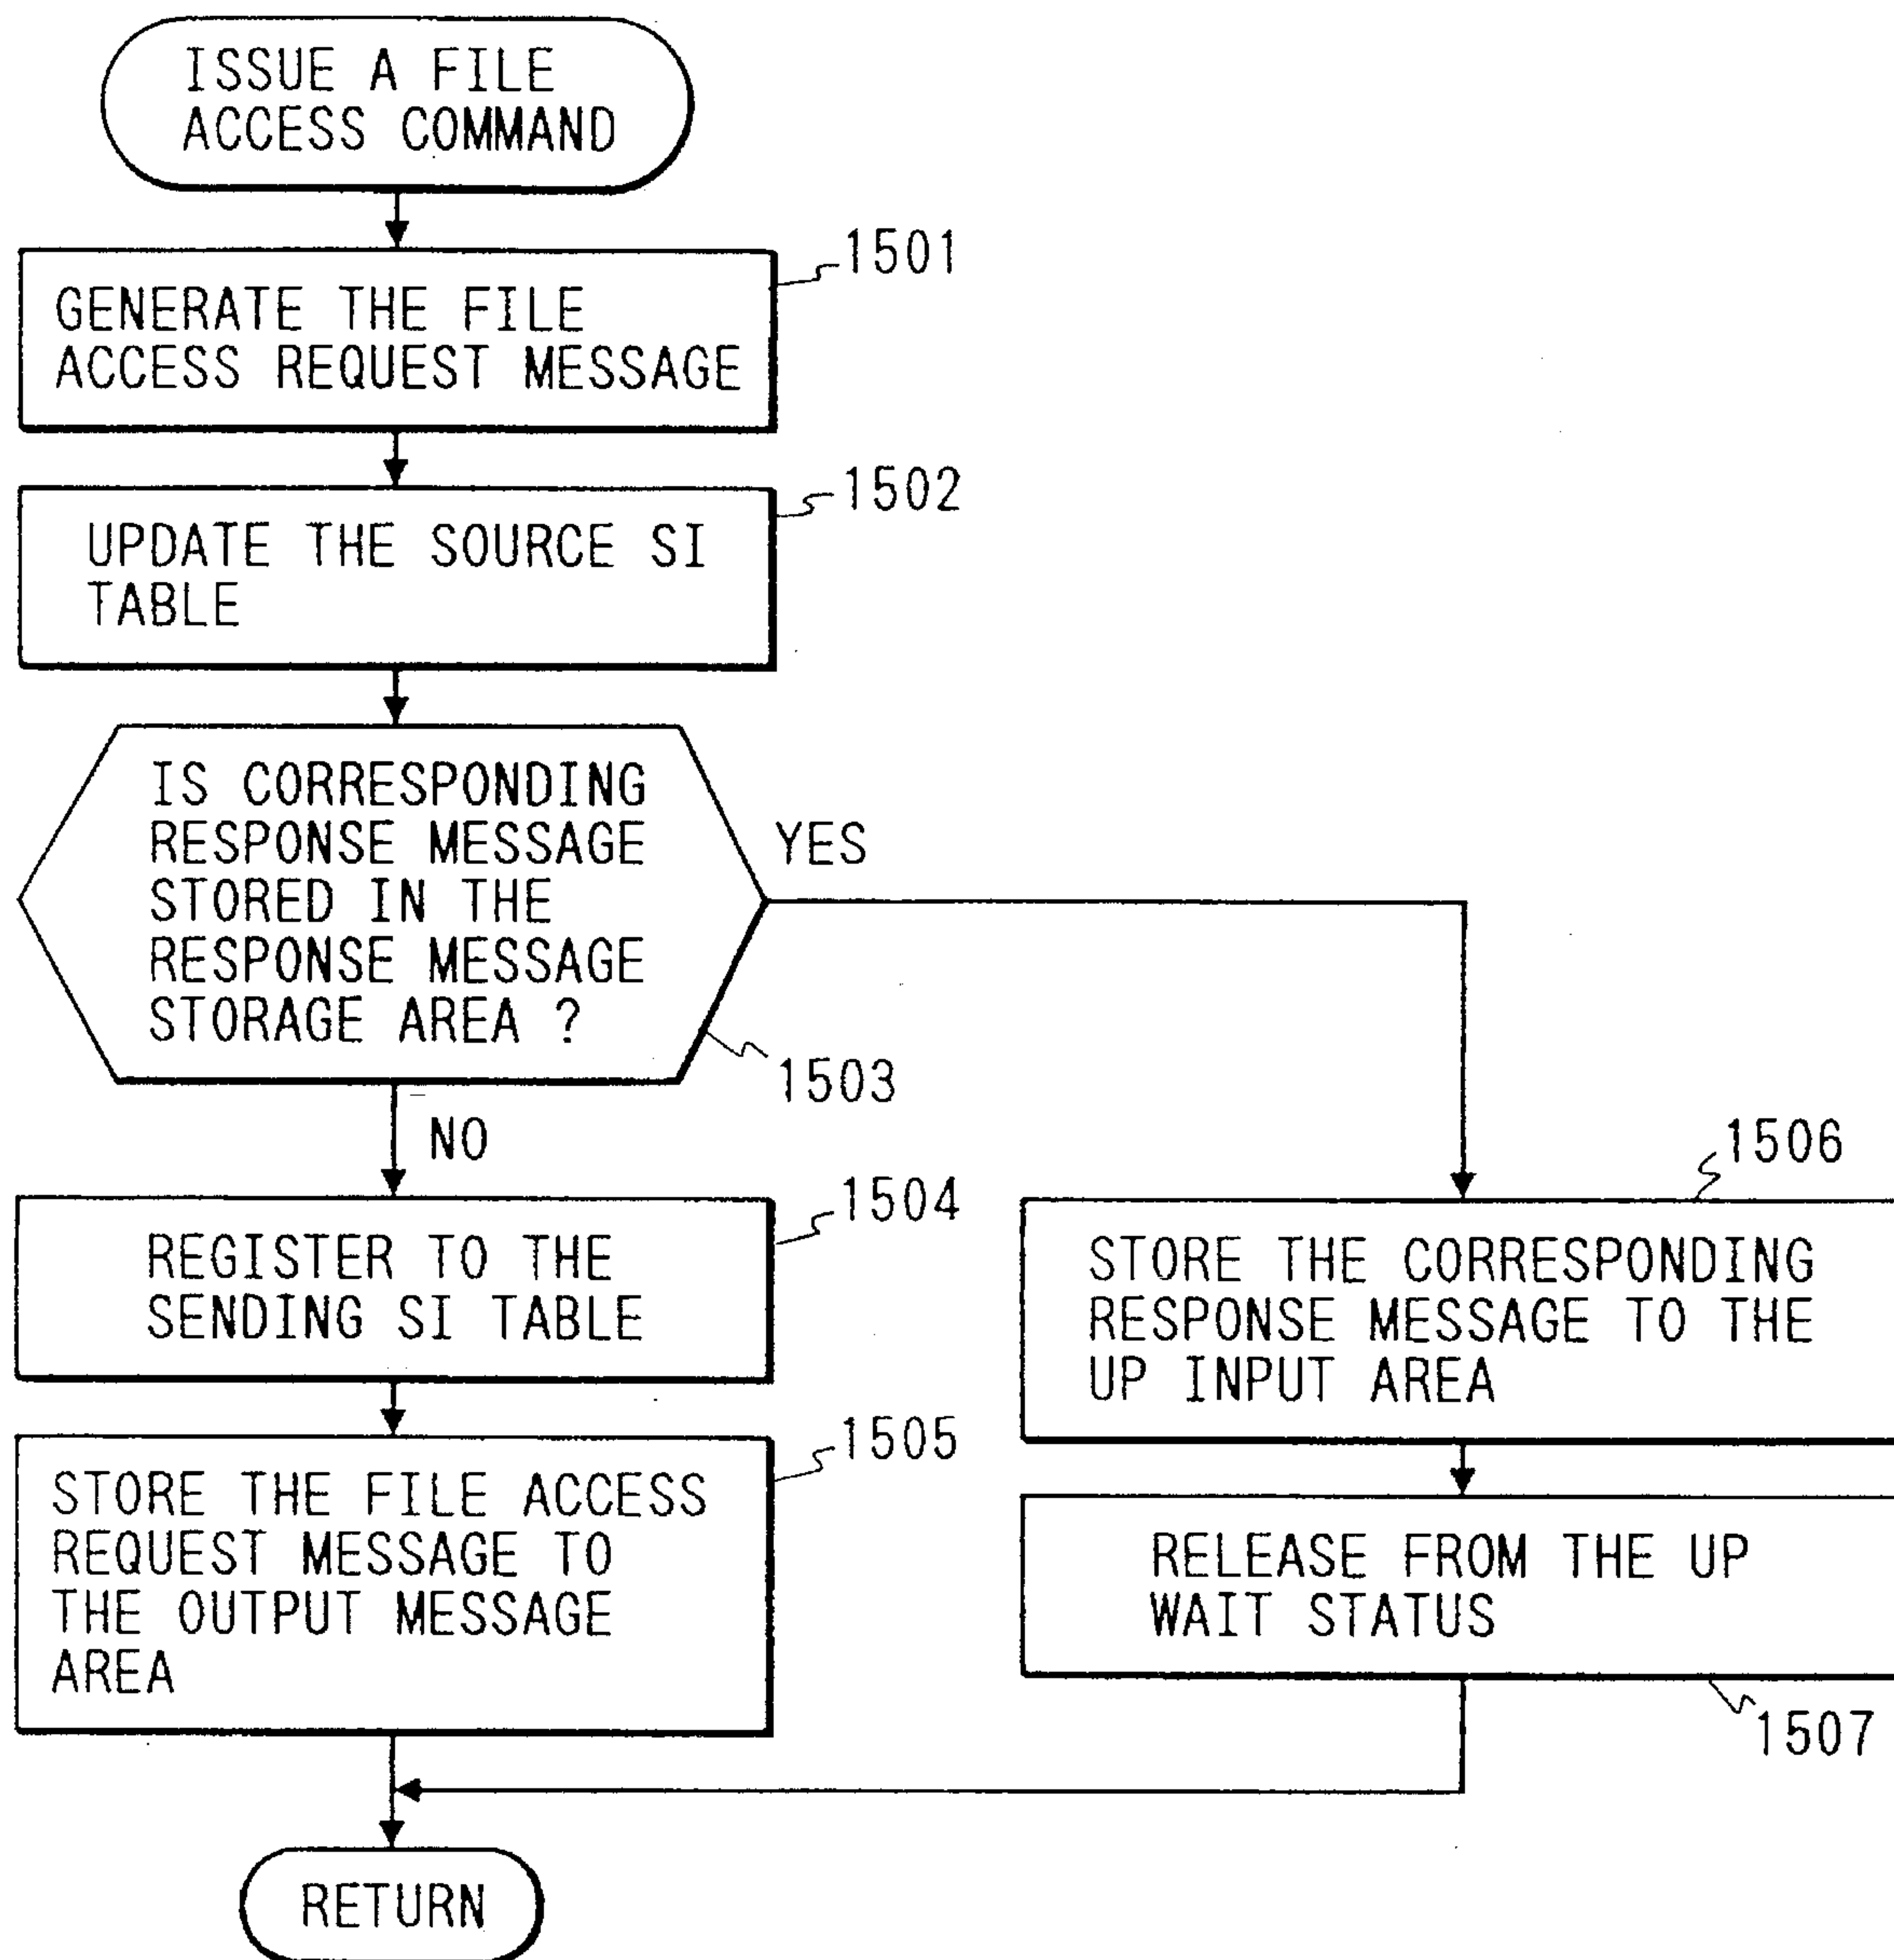 ISSUE A FILE
ACCESS COMMAND
1501
GENERATE THE FILE
ACCESS REQUEST MESSAGE
1502
UPDATE THE SOURCE SI
TABLE
IS CORRESPONDING
RESPONSE MESSAGE
STORED IN THE
RESPONSE MESSAGE
STORAGE AREA ?
YES
1503
NO
1504
REGISTER TO THE
SENDING SI TABLE
1505
STORE THE FILE ACCESS
REQUEST MESSAGE TO
THE OUTPUT MESSAGE
AREA
1506
STORE THE CORRESPONDING
RESPONSE MESSAGE TO THE
UP INPUT AREA
RELEASE FROM THE UP
WAIT STATUS
1507
RETURN